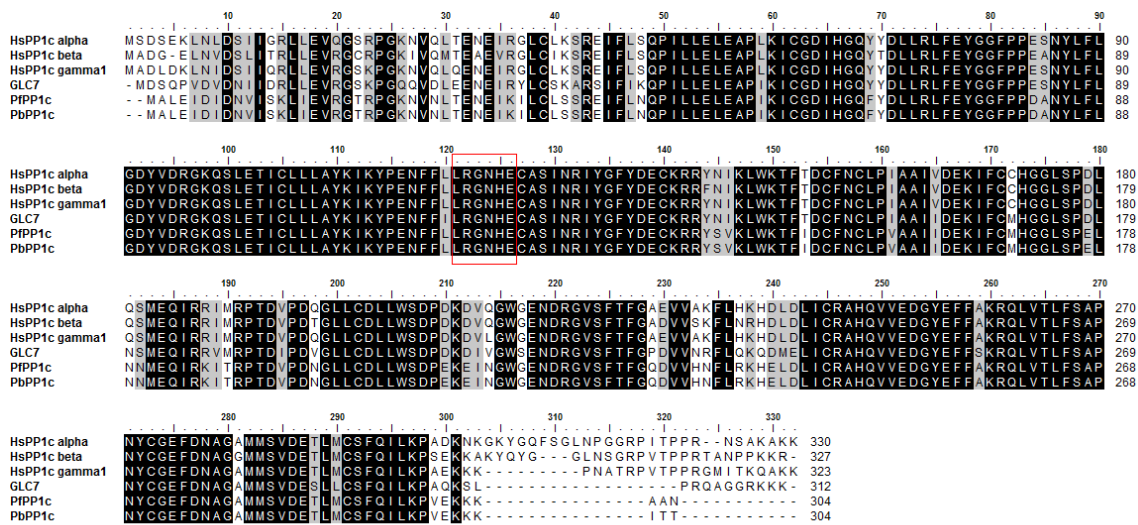 10 20 30 40 50 60 70 80 90
HsPP1c alpha MSDSEKLNLDSIIGRLLEVQGSRPGKNVQLTENEIRGLCLKSREIFLSQPILLELEAPLKICGDIHGQYYDLLRLFEYGGFPPESNYLFL 90
HsPP1c beta MADG-ELNVDSLITRLLEVRGCRPGKIVQMTEAEVRGLCIKSREIFLSQPILLELEAPLKICGDIHGQYTDLLRLFEYGGFPPEANYLFL 89
HsPP1c gamma1 MADLDKLNIDSIIQRLLEVRGSKPGKNVQLQENEIRGLCLKSREIFLSQPILLELEAPLKICGDIHGQYYDLLRLFEYGGFPPESNYLFL 90
GLC7 -MDSQPVDVDNIIDRLLEVRGSKPGQQVDLEENEIRYLCSKARSIFIKQPILLELEAPIKICGDIHGQYYDLLRLFEYGGFPPESNYLFL 89
PfPP1c --MALEIDIDNVISKLIEVRGTRPGKNVNLTENEIKILCLSSREIFLNQPILLELEAPIKICGDIHGQFYDLLRLFEYGGFPPDANYLFL 88
PbPP1c --MALEIDIDNVISKLIEVRGTRPGKNVNLTENEIKILCLSSREIFLNQPILLELEAPIKICGDIHGQFYDLLRLFEYGGFPPDANYLFL 88
100 110 120 130 140 150 160 170 180
HsPP1c alpha GDYVDRGKQSLETICLLLAYKIKYPENFFLLRGNHECASINRIYGFYDECKRRYNIKLWKTFTDCFNCLPIAAIVDEKIFCCHGGLSPDL 180
HsPP1c beta GDYVDRGKQSLETICLLLAYKIKYPENFFLLRGNHECASINRIYGFYDECKRRFNIKLWKTFTDCFNCLPIAAIVDEKIFCCHGGLSPDL 179
HsPP1c gamma1 GDYVDRGKQSLETICLLLAYKIKYPENFFLLRGNHECASINRIYGFYDECKRRYNIKLWKTFTDCFNCLPIAAIVDEKIFCCHGGLSPDL 180
GLC7 GDYVDRGKQSLETICLLLAYKIKYPENFFILRGNHECASINRIYGFYDECKRRYNIKLWKTFTDCFNCLPIAAIIDEKIFCMHGGLSPDL 179
PfPP1c GDYVDRGKQSLETICLLLAYKIKYPENFFLLRGNHECASINRIYGFYDECKRRYSVKLWKTFIDCFNCLPVAAIIDEKIFCMHGGLSPEL 178
PbPP1c GDYVDRGKQSLETICLLLAYKIKYPENFFLLRGNHECASINRIYGFYDECKRRYSVKLWKTFIDCFNCLPVAAIIDEKIFCMHGGLSPEL 178
190 200 210 220 230 240 250 260 270
HsPP1c alpha QSMEQIRRIMRPTDVPDQGLLCDLLWSDPDKDVQGWGENDRGVSFTFGAEVVAKFLHKHDLDLICRAHQVVEDGYEFFAKRQLVTLFSAP 270
HsPP1c beta QSMEQIRRIMRPTDVPDTGLLCDLLWSDPDKDVQGWGENDRGVSFTFGADVVSKFLNRHDLDLICRAHQVVEDGYEFFAKRQLVTLFSAP 269
HsPP1c gamma1 QSMEQIRRIMRPTDVPDQGLLCDLLWSDPDKDVLGWGENDRGVSFTFGAEVVAKFLHKHDLDLICRAHQVVEDGYEFFAKRQLVTLFSAP 270
GLC7 NSMEQIRRVMRPTDIPDVGLLCDLLWSDPDKDIVGWSENDRGVSFTFGPDVVNRFLQKQDMELICRAHQVVEDGYEFFSKRQLVTLFSAP 269
PfPP1c NNMEQIRKITRPTDVPDNGLLCDLLWSDPEKEINGWGENDRGVSFTFGQDVVHNFLRKHELDLICRAHQVVEDGYEFFAKRQLVTLFSAP 268
PbPP1c NNMEQIRKITRPTDVPDNGLLCDLLWSDPEKEINGWGENDRGVSFTFGQDVVHNFLRKHELDLICRAHQVVEDGYEFFAKRQLVTLFSAP 268
280 290 300 310 320 330
HsPP1c alpha NYCGEFDNAGAMMSVDETLMCSFQILKPADKNKGKYGQFSGLNPGGRPITPPR--NSAKAKK 330
HsPP1c beta NYCGEFDNAGGMMSVDETLMCSFQILKPSEKKAKYQYG---GLNSGRPVTPPRTANPPKKR- 327
HsPP1c gamma1 NYCGEFDNAGAMMSVDETLMCSFQILKPAEKKK--------PNATRPVTPPRGMITKQAKK 323
GLC7 NYCGEFDNAGAMMSVDESLLCSFQILKPAQKSL--------------PRQAGGRKKK- 312
PfPP1c NYCGEFDNAGAMMSVDETLMCSFQILKPVEKKK-------------AAN---------- 304
PbPP1c NYCGEFDNAGAMMSVDETLMCSFQILKPVEKKK-------------ITT---------- 304